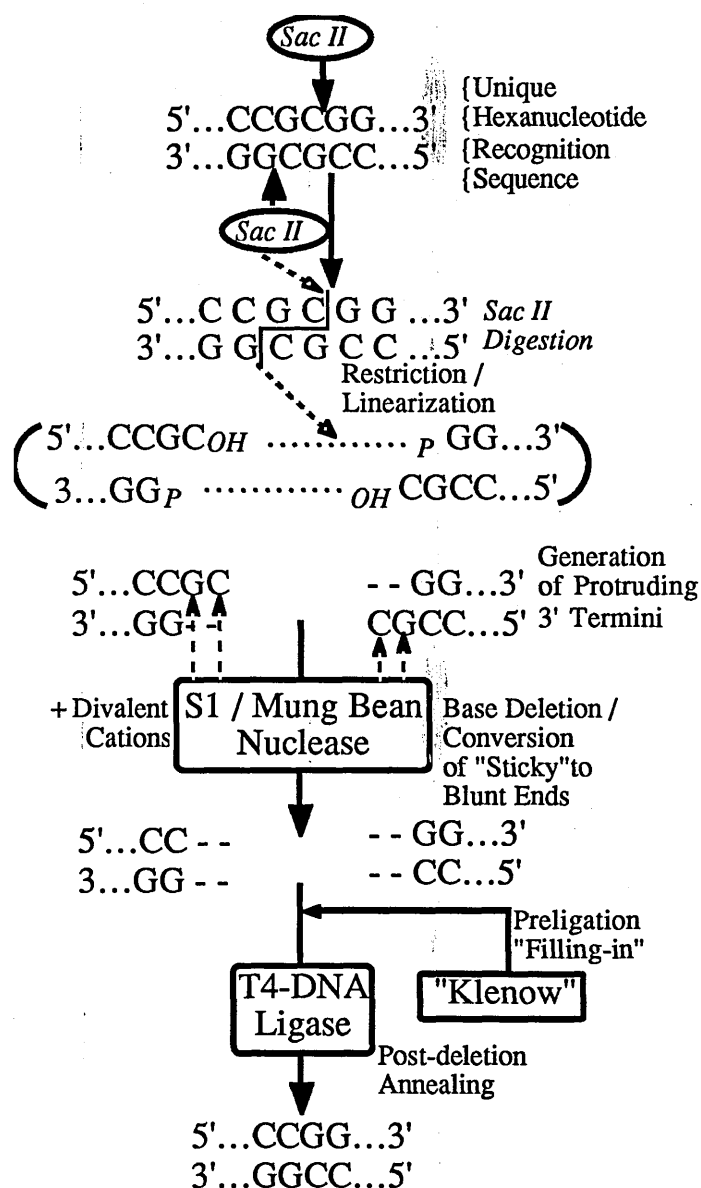 Sac II
{Unique
5'...CCGCGG...3' {Hexanucleotide
3'...GGCGCC...5' {Recognition
{Sequence
Sac II
5'...C C G C G G ...3' Sac II
3'...G G C G C C ...5' Digestion
Restriction /
Linearization
5'...CCGCOH ............ P GG...3'
3...GGP ............ OH CGCC...5'
Generation
5'...CCGC - - GG...3' of Protruding
3'...GG- - CGCC...5' 3' Termini
+ Divalent
Cations
S1 / Mung Bean
Nuclease
Base Deletion /
Conversion
of "Sticky"to
Blunt Ends
5'...CC - - - - GG...3'
3...GG - - - - CC...5'
Preligation
"Filling-in"
T4-DNA
Ligase
"Klenow"
Post-deletion
Annealing
5'...CCGG...3'
3'...GGCC...5'